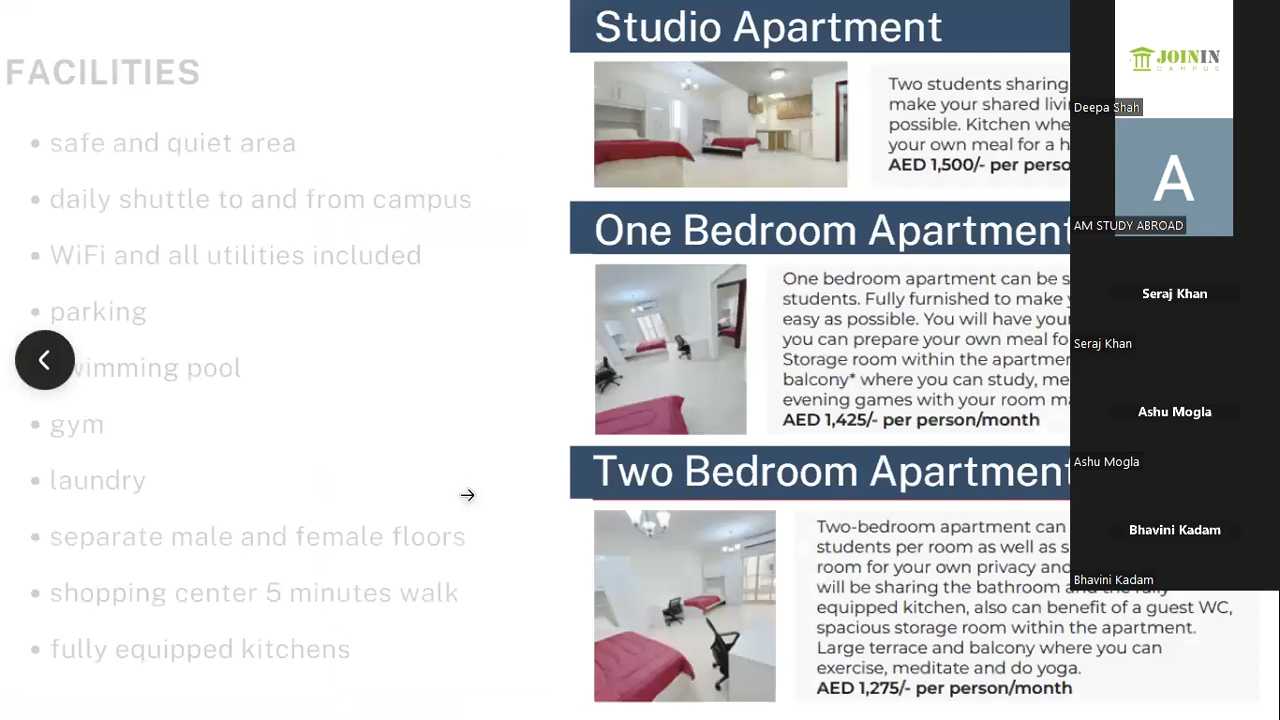 FACILITIES
• safe and quiet area
• daily shuttle to and from campus
• WiFi and all utilities included
• parking
wimming pool
• gym
• laundry
• separate male and female floors
• shopping center 5 minutes walk
• fully equipped kitchens
Studio Apartment
Two students sharing
make your shared livi
possible. Kitchen whe
your own meal for a h
AED 1,500/- per perso
One Bedroom Apartment
One bedroom apartment can be s
students. Fully furnished to make
easy as possible. You will have your
you can prepare your own meal fo
Storage room within the apartme
balcony* where you can study, me
evening games with your room ma
AED 1,425/- per person/month
Two Bedroom Apartment
Two-bedroom apartment can
students per room as well as s
room for your own privacy and
will be sharing the bathroom and the fully
equipped kitchen, also can benefit of a guest WC,
spacious storage room within the apartment.
Large terrace and balcony where you can
exercise, meditate and do yoga.
AED 1,275/- per person/month
JOININ
CAMPUS
Deepa Shah
A
AM STUDY ABROAD
Seraj Khan
Seraj Khan
Ashu Mogla
Ashu Mogla
Bhavini Kadam
Bhavini Kadam